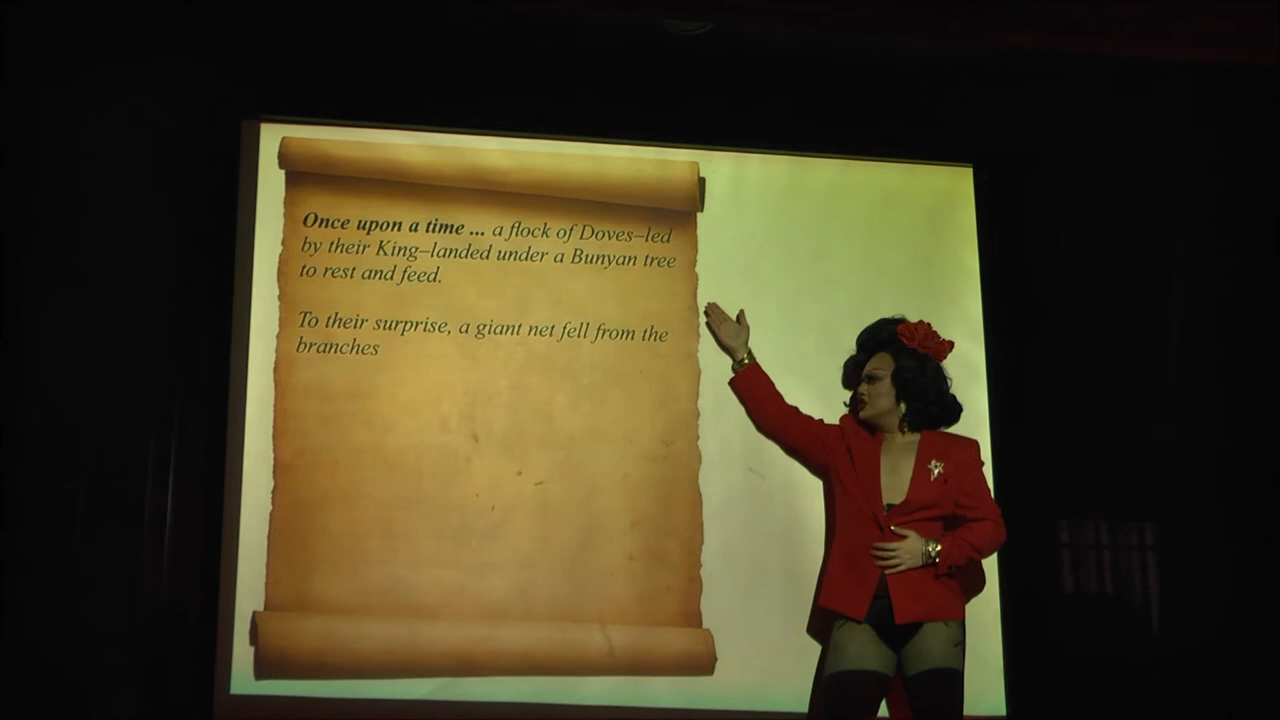 Once upon a time ... a flock of Doves–led
by their King–landed under a Bunyan tree
to rest and feed.
To their surprise, a giant net fell from the
branches